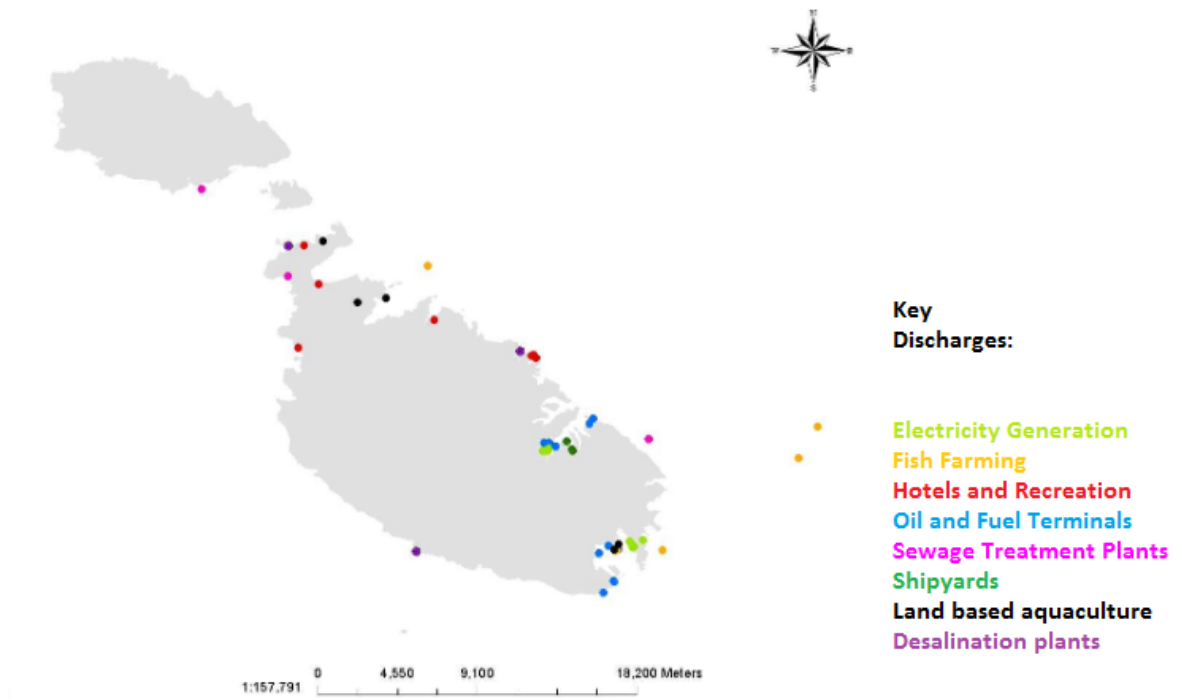 Key
Discharges:
Electricity Generation
Fish Farming
Hotels and Recreation
Oil and Fuel Terminals
Sewage Treatment Plants
Shipyards
Land based aquaculture
Desalination plants
0 4,550 9,100 18,200 Meters
1:157,791